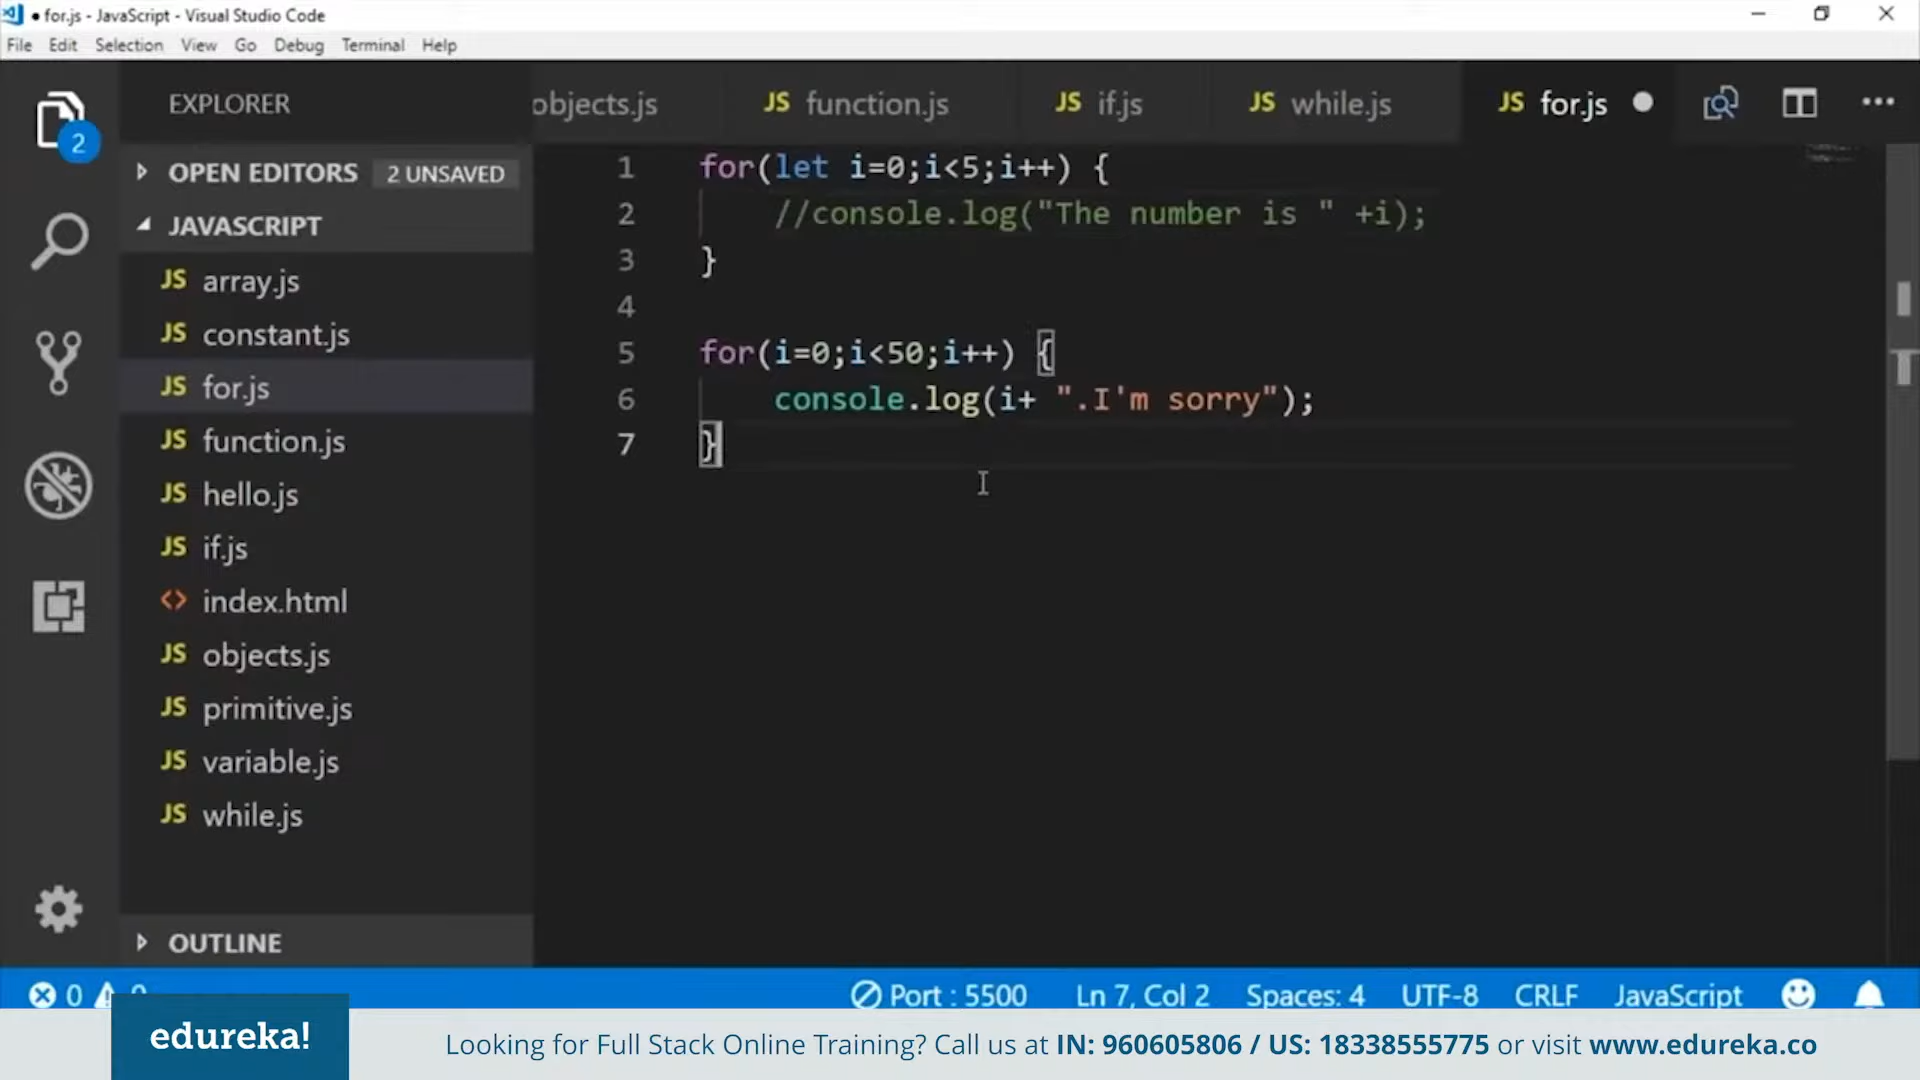 for.js - JavaScript - Visual Studio Code
File Edit Selection View Go Debug Terminal Help
EXPLORER
objects.js JS function.js JS if.js JS while.js JS for.js
2
OPEN EDITORS 2 UNSAVED
JAVASCRIPT
JS array.js
JS constant.js
JS for.js
JS function.js
JS hello.js
JS if.js
<> index.html
JS objects.js
JS primitive.js
JS variable.js
JS while.js
OUTLINE
1 for(let i=0;i<5;i++) {
2 //console.log("The number is " +i);
3 }
4
5 for(i=0;i<50;i++) {
6 console.log(i+ ".I'm sorry");
7 }
0 Port : 5500 Ln 7, Col 2 Spaces: 4 UTF-8 CRLF JavaScript
edureka!
Looking for Full Stack Online Training? Call us at IN: 960605806 / US: 18338555775 or visit www.edureka.co